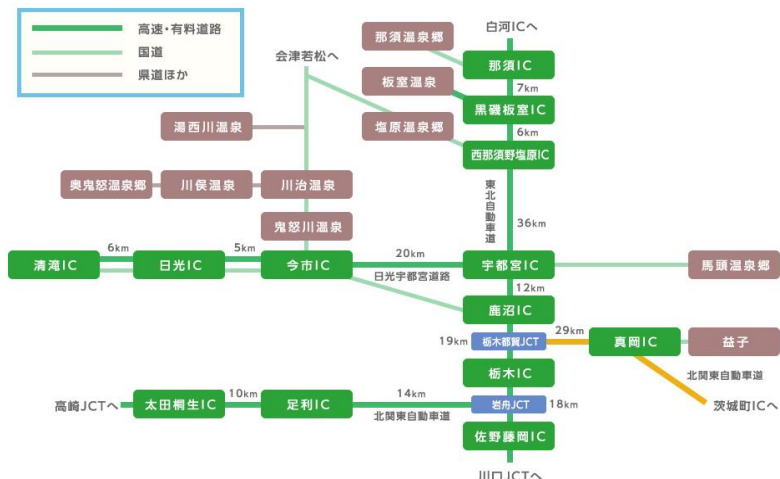 高速・有料道路
国道
県道ほか
会津若松へ
那須温泉郷
白河ICへ
那須IC
7km
板室温泉
黒磯板室IC
6km
湯西川温泉
塩原温泉郷
西那須野塩原IC
奥鬼怒温泉郷
川俣温泉
川治温泉
東北自動車道
36km
鬼怒川温泉
6km
5km
20km
清滝IC
日光IC
今市IC
日光宇都宮道路
宇都宮IC
馬頭温泉郷
12km
鹿沼IC
19km
栃木都賀JCT
29km
真岡IC
益子
栃木IC
北関東自動車道
高崎JCTへ
太田桐生IC
10km
足利IC
14km
北関東自動車道
岩舟JCT
18km
茨城町ICへ
佐野藤岡IC
川口JCTへ